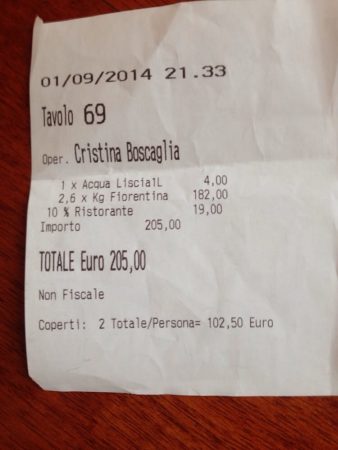 01/09/2014 21.33
Tavolo 69
Oper. Cristina Boscaglia
1 x Acqua Liscia1L 4,00
2,6 x Kg Fiorentina 182,00
10 % Ristorante 19,00
Importo 205,00
TOTALE Euro 205,00
Non Fiscale
Coperti: 2 Totale/Persona= 102,50 Euro